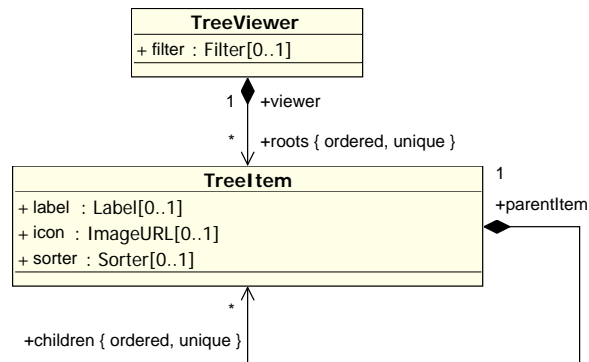 TreeViewer
+ filter : Filter[0..1]
1 +viewer
* +roots { ordered, unique }
TreeItem
1
+ label : Label[0..1]
+parentItem
+ icon : ImageURL[0..1]
+ sorter : Sorter[0..1]
*
+children { ordered, unique }